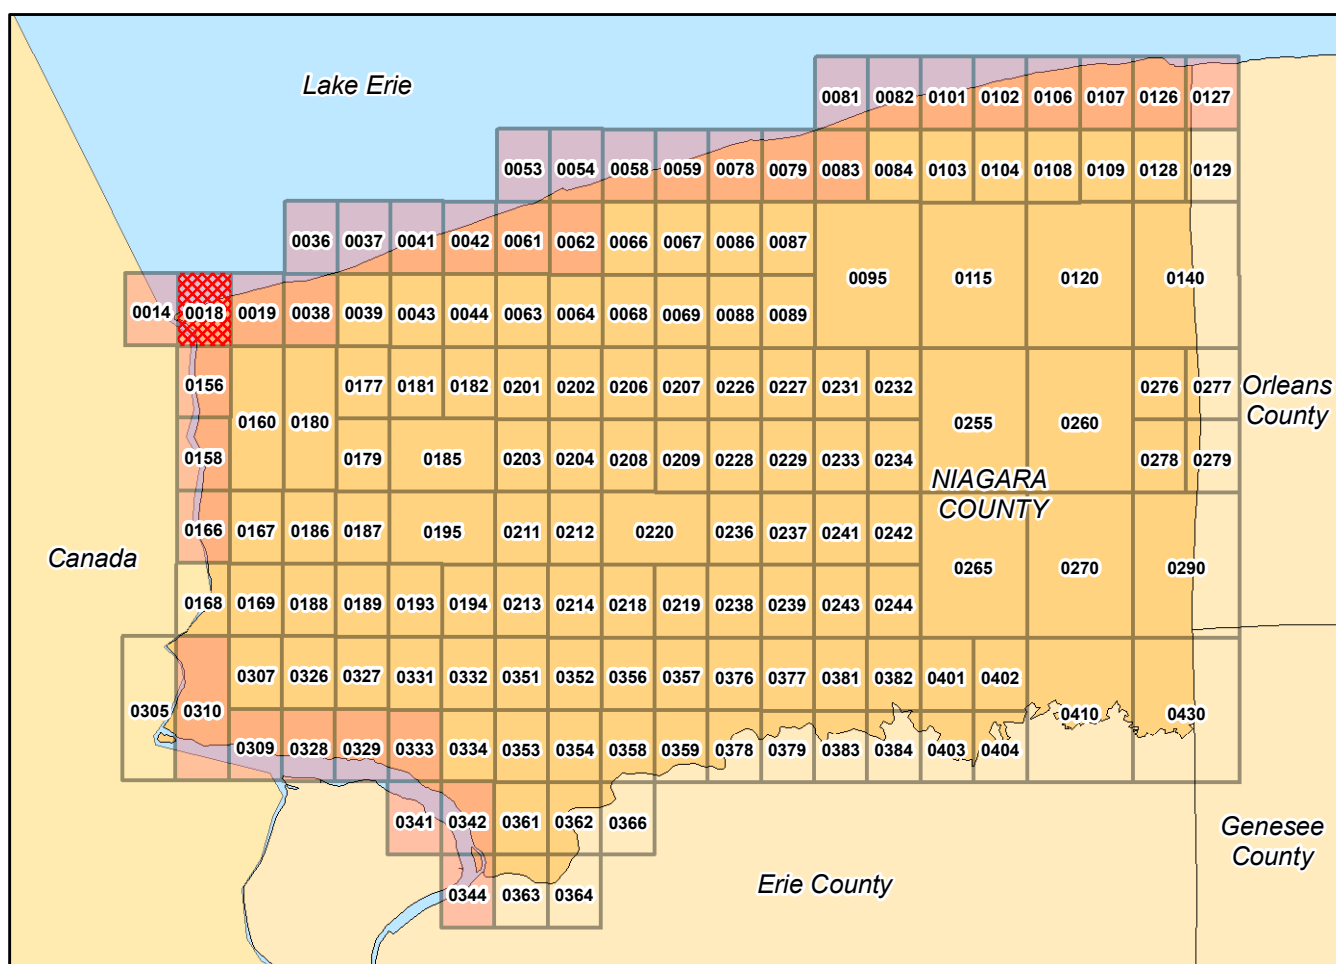 Lake Erie
0081 0082 0101 0102 0106 0107 0126 0127
0053 0054 0058 0059 0078 0079 0083 0084 0103 0104 0108 0109 0128 0129
0036 0037 0041 0042 0061 0062 0066 0067 0086 0087
0095 0115 0120 0140
0014 0018 0019 0038 0039 0043 0044 0063 0064 0068 0069 0088 0089
0156 0177 0181 0182 0201 0202 0206 0207 0226 0227 0231 0232 0276 0277
Orleans
County
0160 0180 0255 0260
0158 0179 0185 0203 0204 0208 0209 0228 0229 0233 0234 0278 0279
NIAGARA
COUNTY
0166 0167 0186 0187 0195 0211 0212 0220 0236 0237 0241 0242
Canada
0265 0270 0290
0168 0169 0188 0189 0193 0194 0213 0214 0218 0219 0238 0239 0243 0244
0307 0326 0327 0331 0332 0351 0352 0356 0357 0376 0377 0381 0382 0401 0402
0305 0310 0410 0430
0309 0328 0329 0333 0334 0353 0354 0358 0359 0378 0379 0383 0384 0403 0404
0341 0342 0361 0362 0366
Genesee
County
Erie County
0344 0363 0364